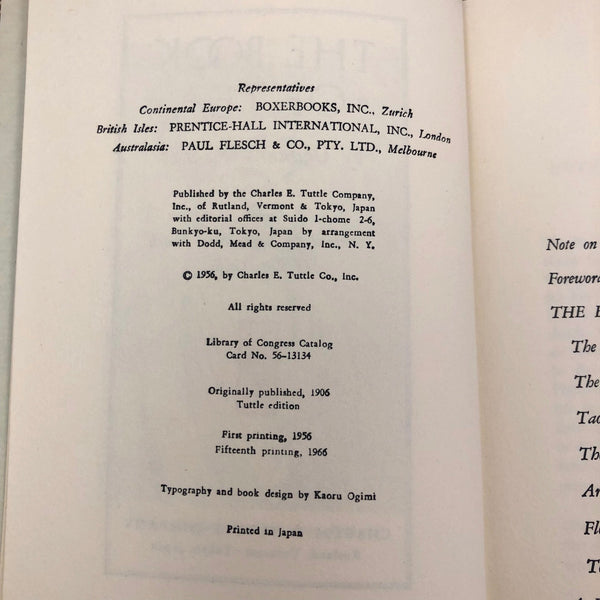 Representatives
Continental Europe: BOXERBOOKS, INC., Zurich
British Isles: PRENTICE-HALL INTERNATIONAL, INC., London
Australasia: PAUL FLESCH & CO., PTY. LTD., Melbourne
Published by the Charles E. Tuttle Company,
Inc., of Rutland, Vermont & Tokyo, Japan
with editorial offices at Suido 1-chome 2-6,
Bunkyo-ku, Tokyo, Japan by arrangement
with Dodd, Mead & Company, Inc., N. Y.
© 1956, by Charles E. Tuttle Co., Inc.
All rights reserved
Library of Congress Catalog
Card No. 56-13134
Originally published, 1906
Tuttle edition
First printing, 1956
Fifteenth printing, 1966
Typography and book design by Kaoru Ogimi
Printed in Japan
Note on
Foreword
THE
The
The
Tao
Th
Ar
Fl